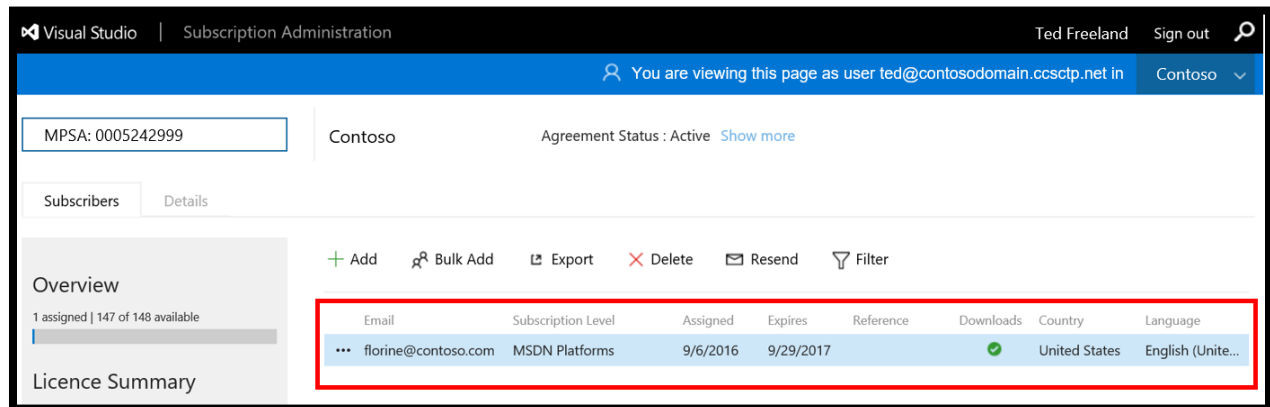 Visual Studio | Subscription Administration Ted Freeland Sign out
You are viewing this page as user ted@contosodomain.ccsctp.net in Contoso
MPSA: 0005242999 Contoso Agreement Status : Active Show more
Subscribers Details
Add Bulk Add Export Delete Resend Filter
Overview
1 assigned | 147 of 148 available
Email Subscription Level Assigned Expires Reference Downloads Country Language
••• florine@contoso.com MSDN Platforms 9/6/2016 9/29/2017 United States English (Unite...
Licence Summary